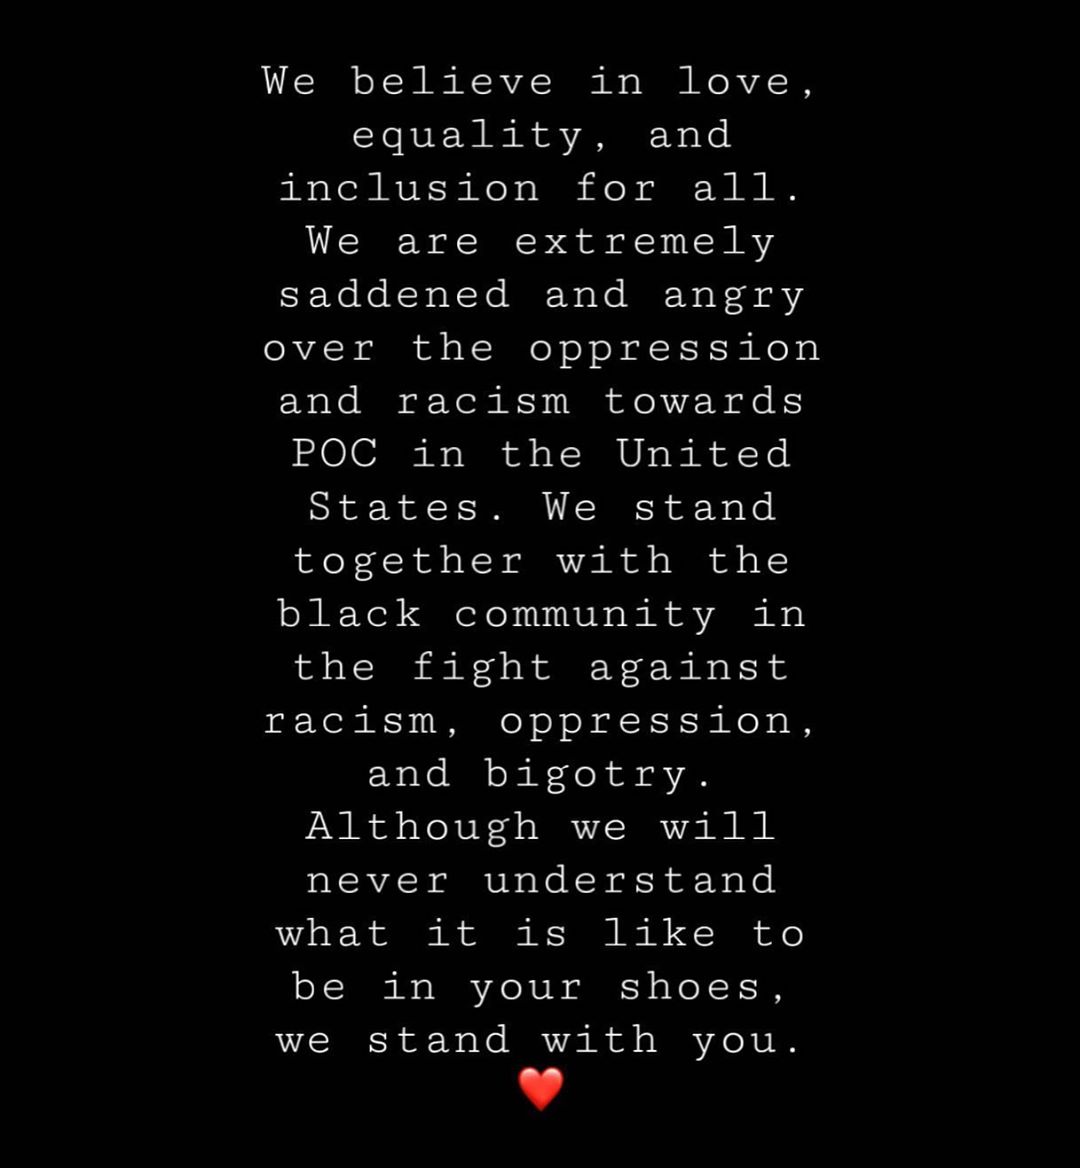 We believe in love,
equality, and
inclusion for all.
We are extremely
saddened and angry
over the oppression
and racism towards
POC in the United
States. We stand
together with the
black community in
the fight against
racism, oppression,
and bigotry.
Although we will
never understand
what it is like to
be in your shoes,
we stand with you.
❤️